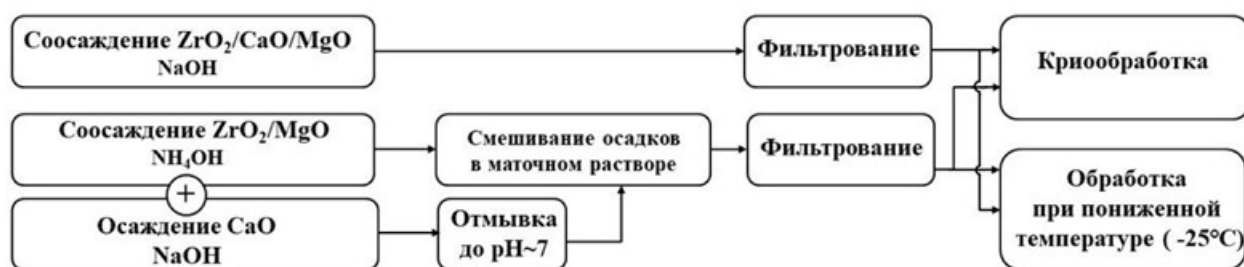 Соосаждение ZrO₂/CaO/MgO
NaOH
Фильтрование
Криообработка
Соосаждение ZrO₂/MgO
NH₄OH
Смешивание осадков
в маточном растворе
Фильтрование
+
Осаждение CaO
NaOH
Отмывка
до pH~7
Обработка
при пониженной
температуре ( -25°C)